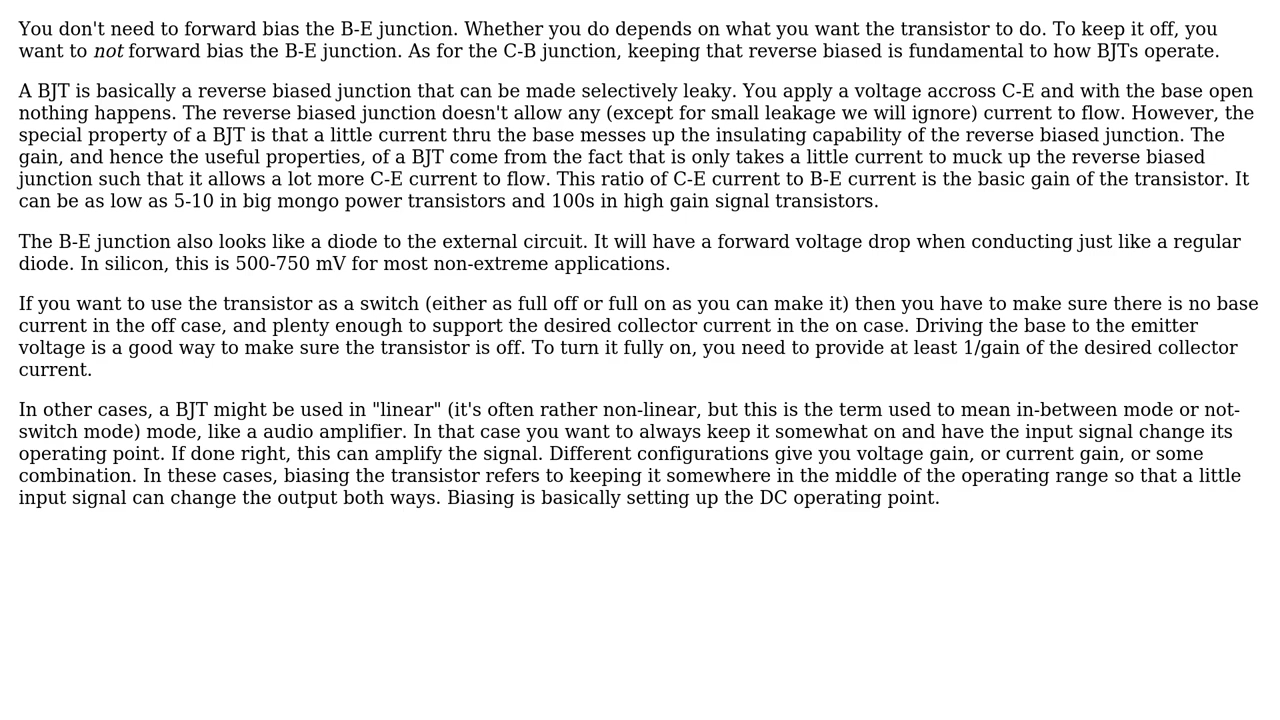 You don't need to forward bias the B-E junction. Whether you do depends on what you want the transistor to do. To keep it off, you
want to not forward bias the B-E junction. As for the C-B junction, keeping that reverse biased is fundamental to how BJTs operate.
A BJT is basically a reverse biased junction that can be made selectively leaky. You apply a voltage accross C-E and with the base open
nothing happens. The reverse biased junction doesn't allow any (except for small leakage we will ignore) current to flow. However, the
special property of a BJT is that a little current thru the base messes up the insulating capability of the reverse biased junction. The
gain, and hence the useful properties, of a BJT come from the fact that is only takes a little current to muck up the reverse biased
junction such that it allows a lot more C-E current to flow. This ratio of C-E current to B-E current is the basic gain of the transistor. It
can be as low as 5-10 in big mongo power transistors and 100s in high gain signal transistors.
The B-E junction also looks like a diode to the external circuit. It will have a forward voltage drop when conducting just like a regular
diode. In silicon, this is 500-750 mV for most non-extreme applications.
If you want to use the transistor as a switch (either as full off or full on as you can make it) then you have to make sure there is no base
current in the off case, and plenty enough to support the desired collector current in the on case. Driving the base to the emitter
voltage is a good way to make sure the transistor is off. To turn it fully on, you need to provide at least 1/gain of the desired collector
current.
In other cases, a BJT might be used in "linear" (it's often rather non-linear, but this is the term used to mean in-between mode or not-
switch mode) mode, like a audio amplifier. In that case you want to always keep it somewhat on and have the input signal change its
operating point. If done right, this can amplify the signal. Different configurations give you voltage gain, or current gain, or some
combination. In these cases, biasing the transistor refers to keeping it somewhere in the middle of the operating range so that a little
input signal can change the output both ways. Biasing is basically setting up the DC operating point.